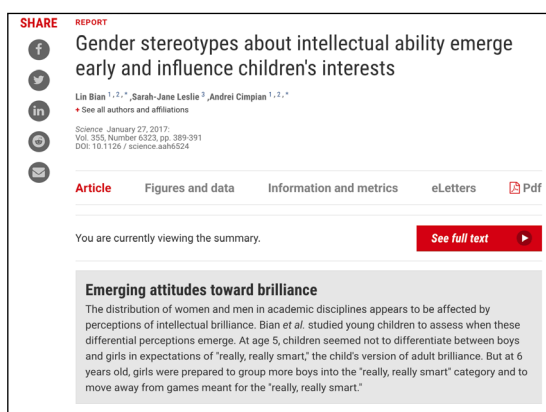 SHARE
REPORT
Gender stereotypes about intellectual ability emerge
early and influence children's interests
Lin Bian 1,2,* ,Sarah-Jane Leslie 3 ,Andrei Cimpian 1,2,*
+ See all authors and affiliations
Science January 27, 2017:
Vol. 355, Number 6323, pp. 389-391
DOI: 10.1126 / science.aah6524
Article Figures and data Information and metrics eLetters Pdf
You are currently viewing the summary.
See full text
Emerging attitudes toward brilliance
The distribution of women and men in academic disciplines appears to be affected by
perceptions of intellectual brilliance. Bian et al. studied young children to assess when these
differential perceptions emerge. At age 5, children seemed not to differentiate between boys
and girls in expectations of "really, really smart," the child's version of adult brilliance. But at 6
years old, girls were prepared to group more boys into the "really, really smart" category and to
move away from games meant for the "really, really smart."